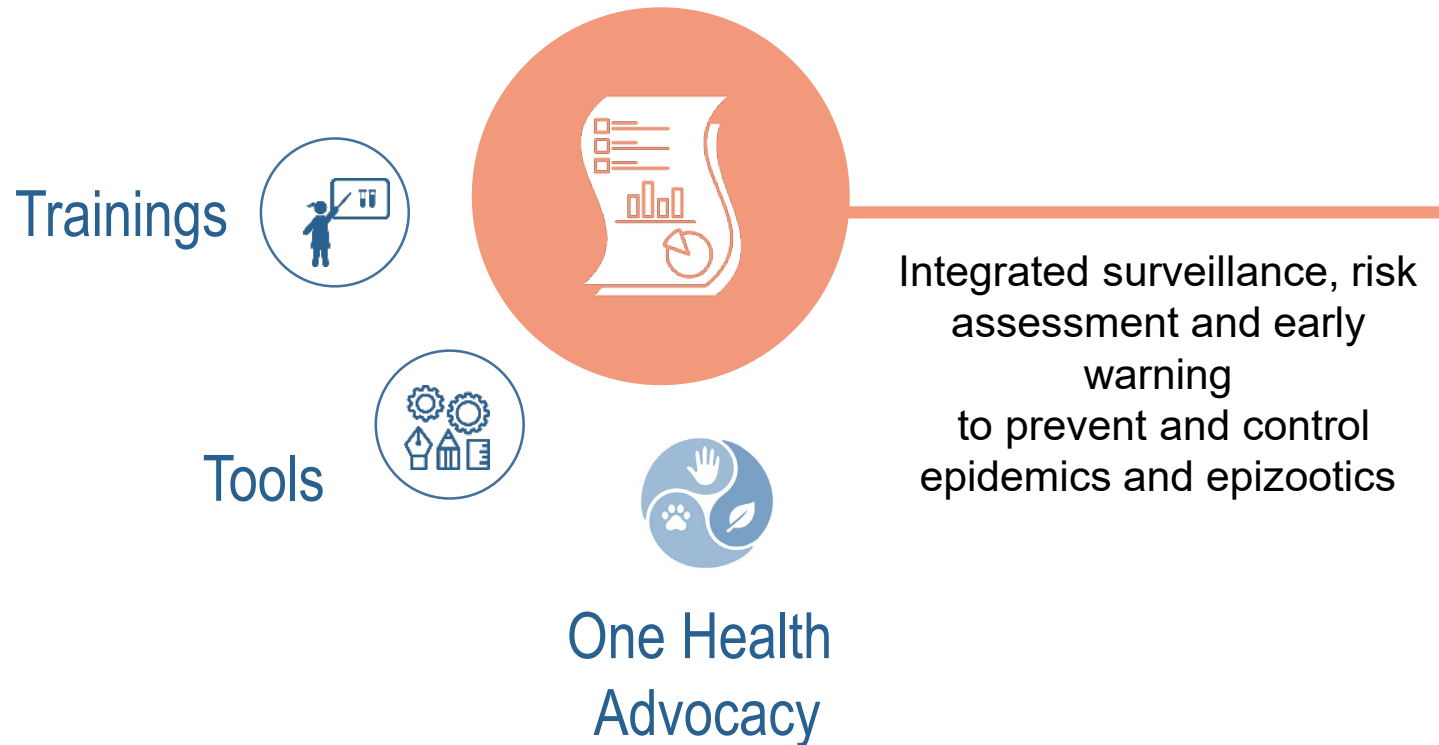 Trainings
Tools
One Health
Advocacy
Integrated surveillance, risk
assessment and early
warning
to prevent and control
epidemics and epizootics